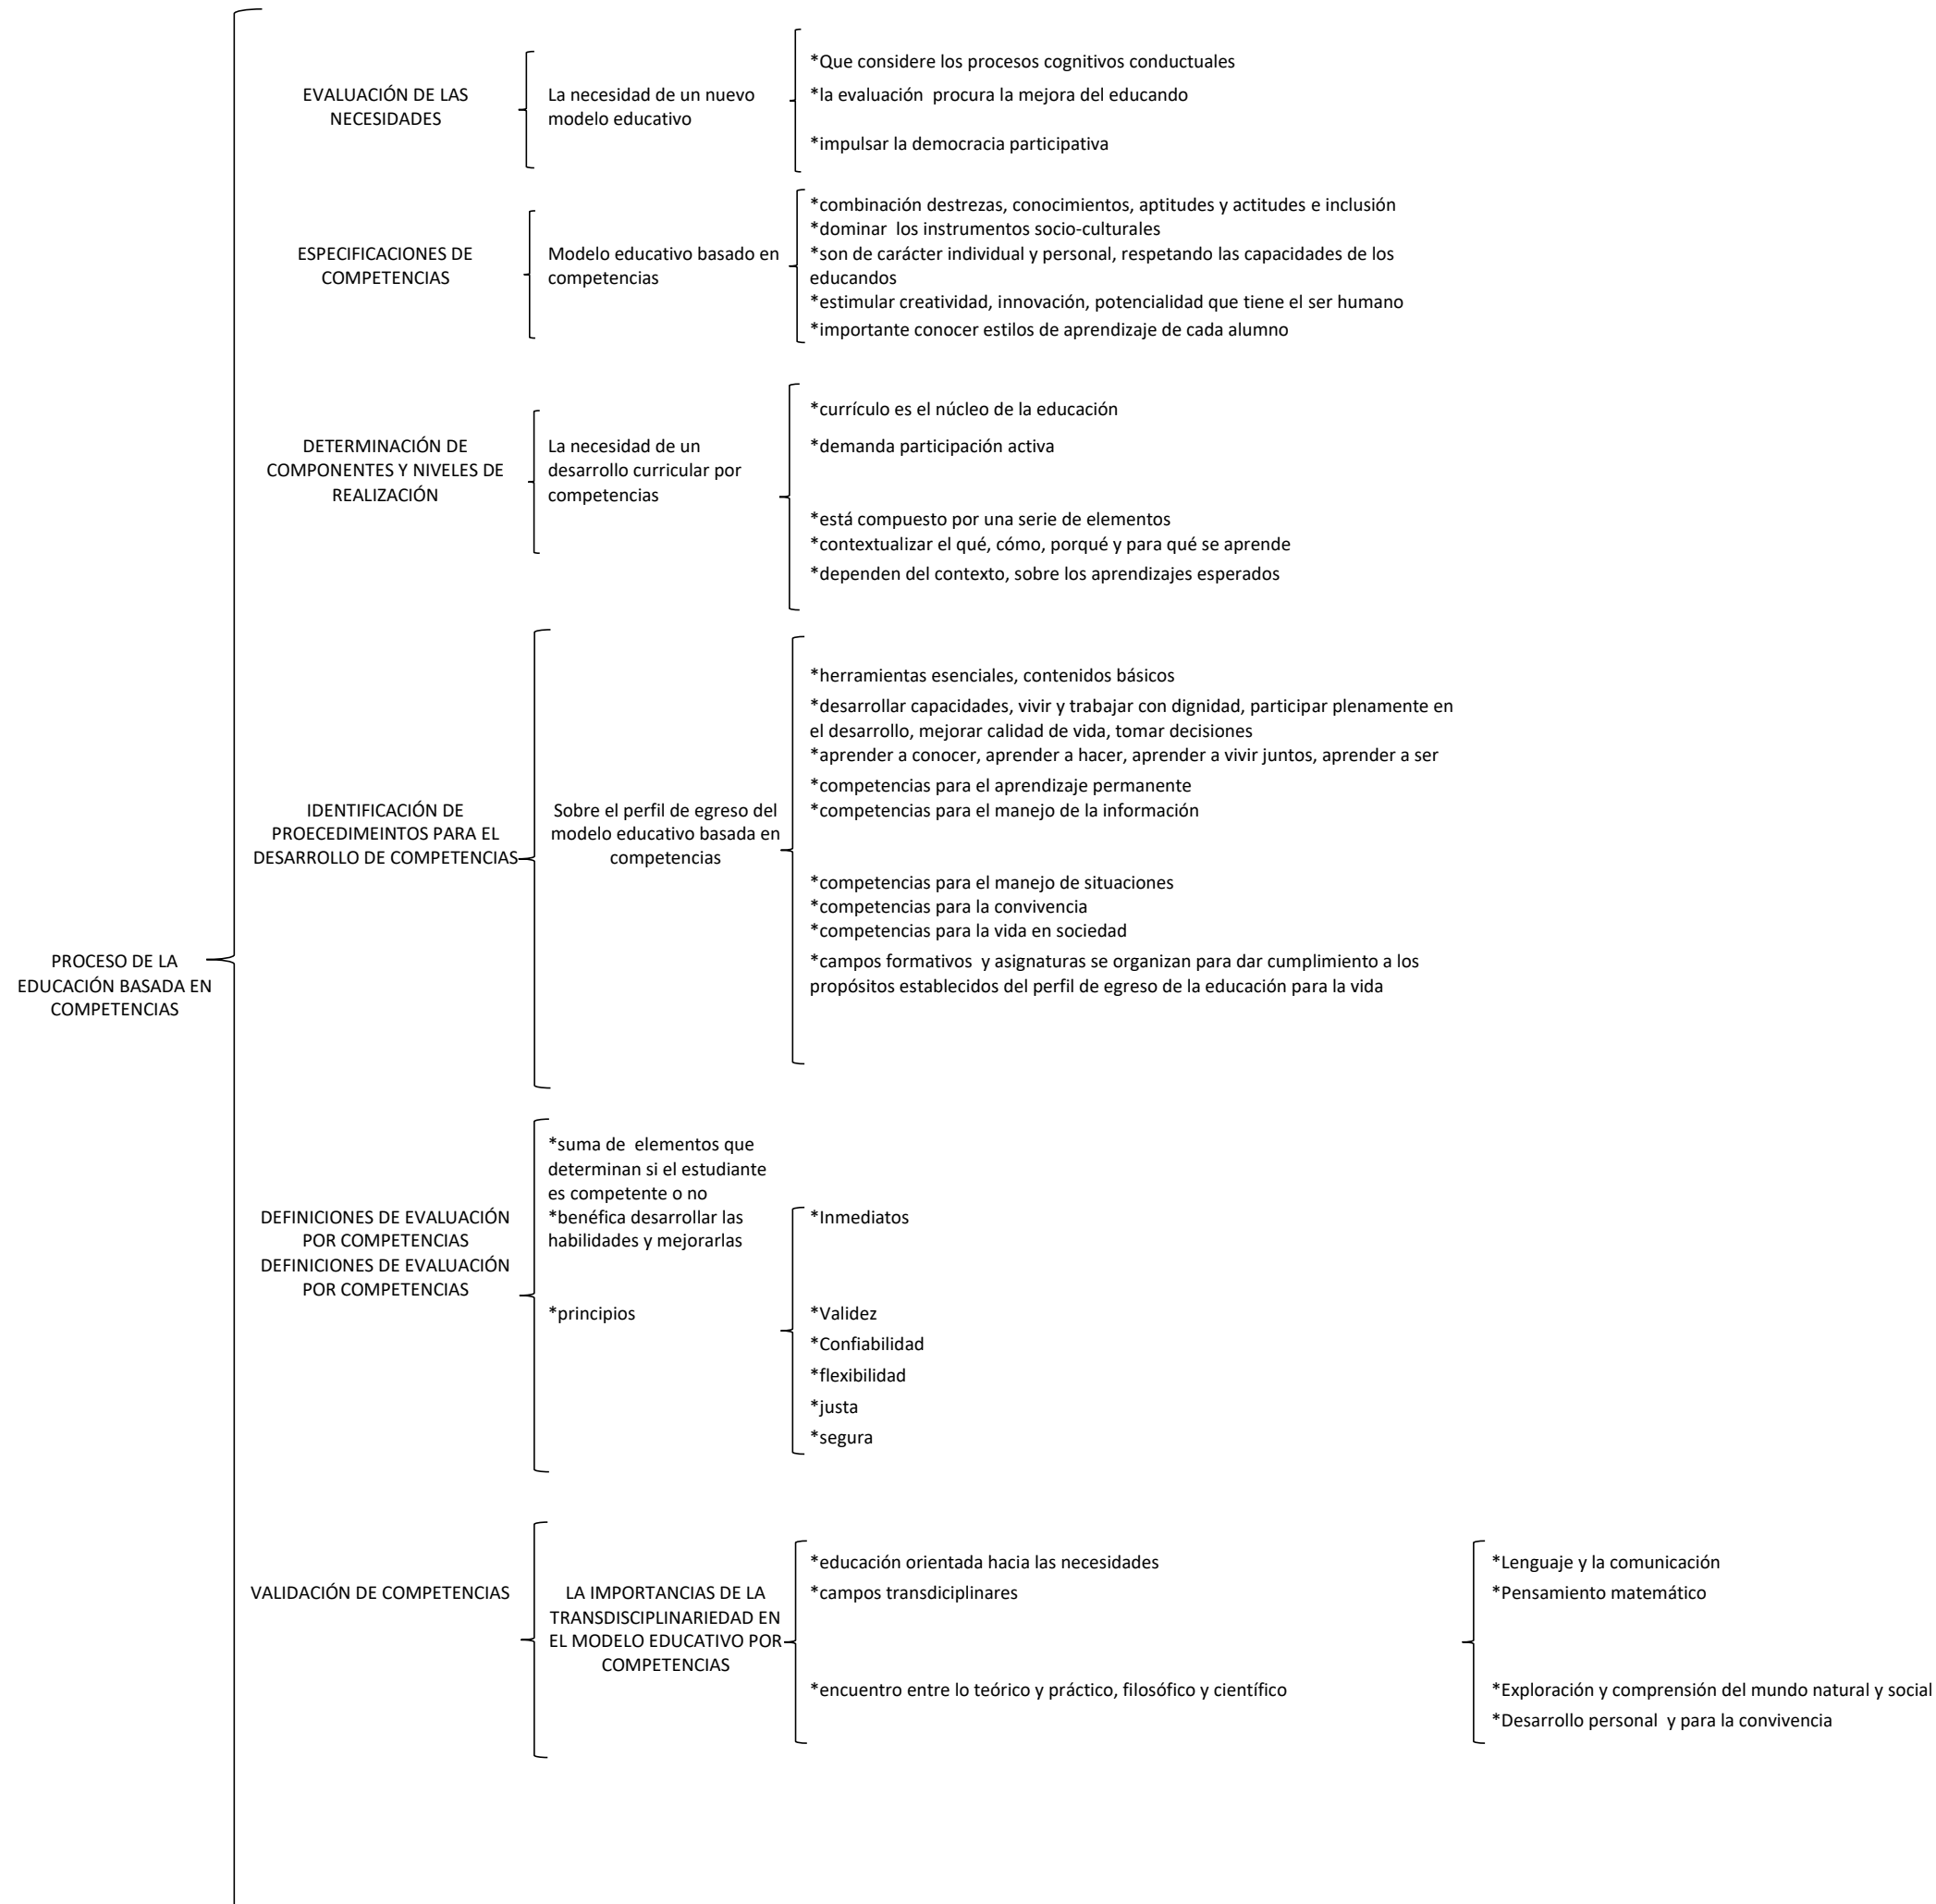 PROCESO DE LA
EDUCACIÓN BASADA EN
COMPETENCIAS
EVALUACIÓN DE LAS
NECESIDADES
La necesidad de un nuevo
modelo educativo
*Que considere los procesos cognitivos conductuales
*la evaluación procura la mejora del educando
*impulsar la democracia participativa
ESPECIFICACIONES DE
COMPETENCIAS
Modelo educativo basado en
competencias
*combinación destrezas, conocimientos, aptitudes y actitudes e inclusión
*dominar los instrumentos socio-culturales
*son de carácter individual y personal, respetando las capacidades de los
educandos
*estimular creatividad, innovación, potencialidad que tiene el ser humano
*importante conocer estilos de aprendizaje de cada alumno
DETERMINACIÓN DE
COMPONENTES Y NIVELES DE
REALIZACIÓN
La necesidad de un
desarrollo curricular por
competencias
*currículo es el núcleo de la educación
*demanda participación activa
*está compuesto por una serie de elementos
*contextualizar el qué, cómo, porqué y para qué se aprende
*dependen del contexto, sobre los aprendizajes esperados
IDENTIFICACIÓN DE
PROECEDIMEINTOS PARA EL
DESARROLLO DE COMPETENCIAS
Sobre el perfil de egreso del
modelo educativo basada en
competencias
*herramientas esenciales, contenidos básicos
*desarrollar capacidades, vivir y trabajar con dignidad, participar plenamente en
el desarrollo, mejorar calidad de vida, tomar decisiones
*aprender a conocer, aprender a hacer, aprender a vivir juntos, aprender a ser
*competencias para el aprendizaje permanente
*competencias para el manejo de la información
*competencias para el manejo de situaciones
*competencias para la convivencia
*competencias para la vida en sociedad
*campos formativos y asignaturas se organizan para dar cumplimiento a los
propósitos establecidos del perfil de egreso de la educación para la vida
DEFINICIONES DE EVALUACIÓN
POR COMPETENCIAS
DEFINICIONES DE EVALUACIÓN
POR COMPETENCIAS
*suma de elementos que
determinan si el estudiante
es competente o no
*benéfica desarrollar las
habilidades y mejorarlas
*principios
*Inmediatos
*Validez
*Confiabilidad
*flexibilidad
*justa
*segura
VALIDACIÓN DE COMPETENCIAS
LA IMPORTANCIAS DE LA
TRANSDISCIPLINARIEDAD EN
EL MODELO EDUCATIVO POR
COMPETENCIAS
*educación orientada hacia las necesidades
*campos transdiciplinares
*encuentro entre lo teórico y práctico, filosófico y científico
*Lenguaje y la comunicación
*Pensamiento matemático
*Exploración y comprensión del mundo natural y social
*Desarrollo personal y para la convivencia